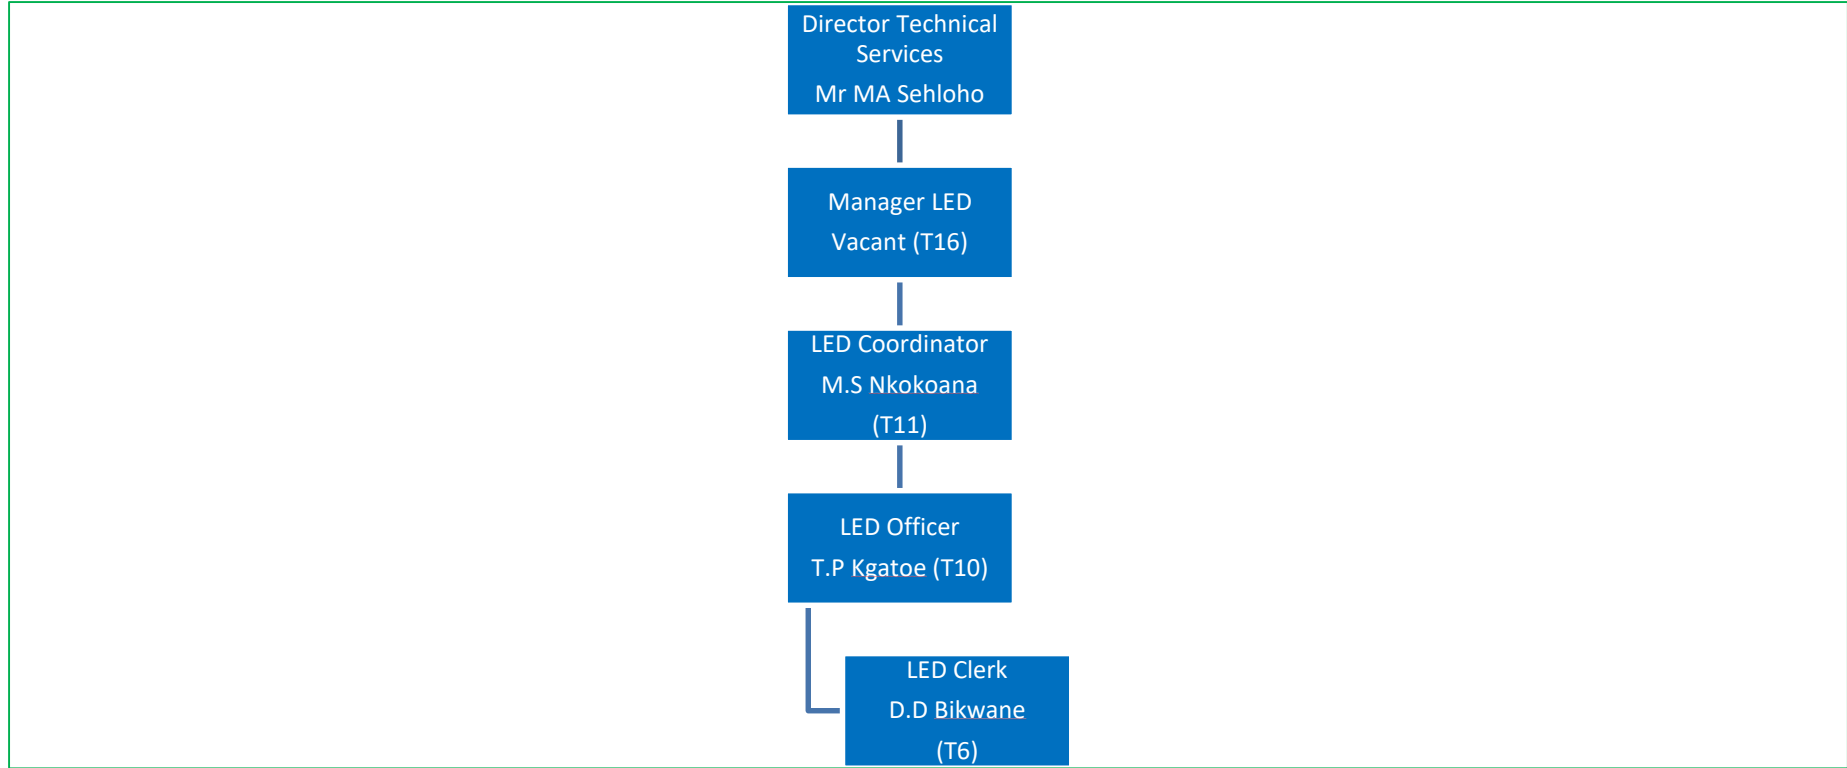 Director Technical
Services
Mr MA Sehloho
Manager LED
Vacant (T16)
LED Coordinator
M.S Nkokoana
(T11)
LED Officer
T.P Kgatoe (T10)
LED Clerk
D.D Bikwane
(T6)